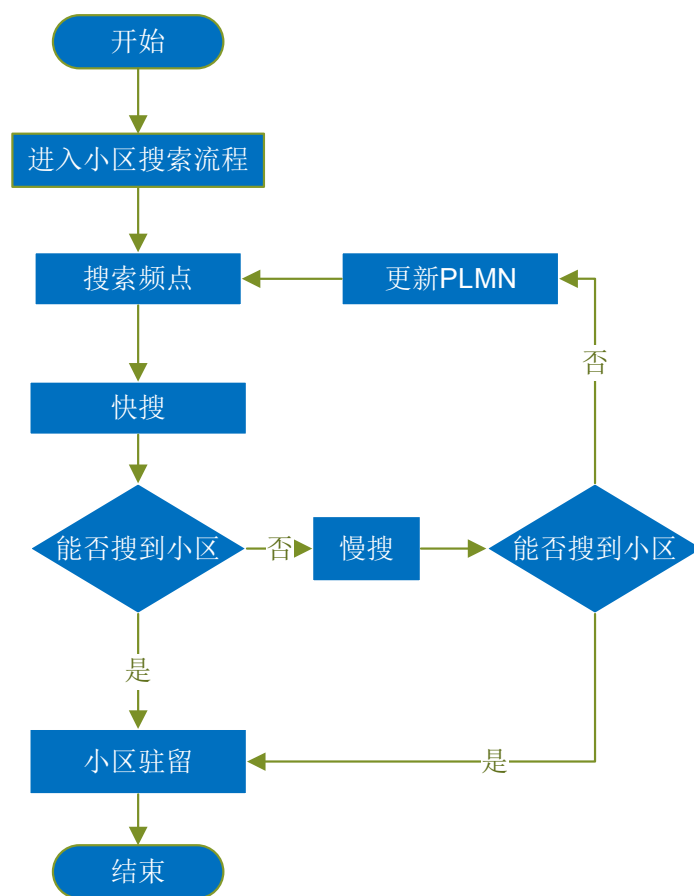 开始
进入小区搜索流程
搜索频点
更新PLMN
否
快搜
能否搜到小区
否
慢搜
能否搜到小区
是
小区驻留
是
结束